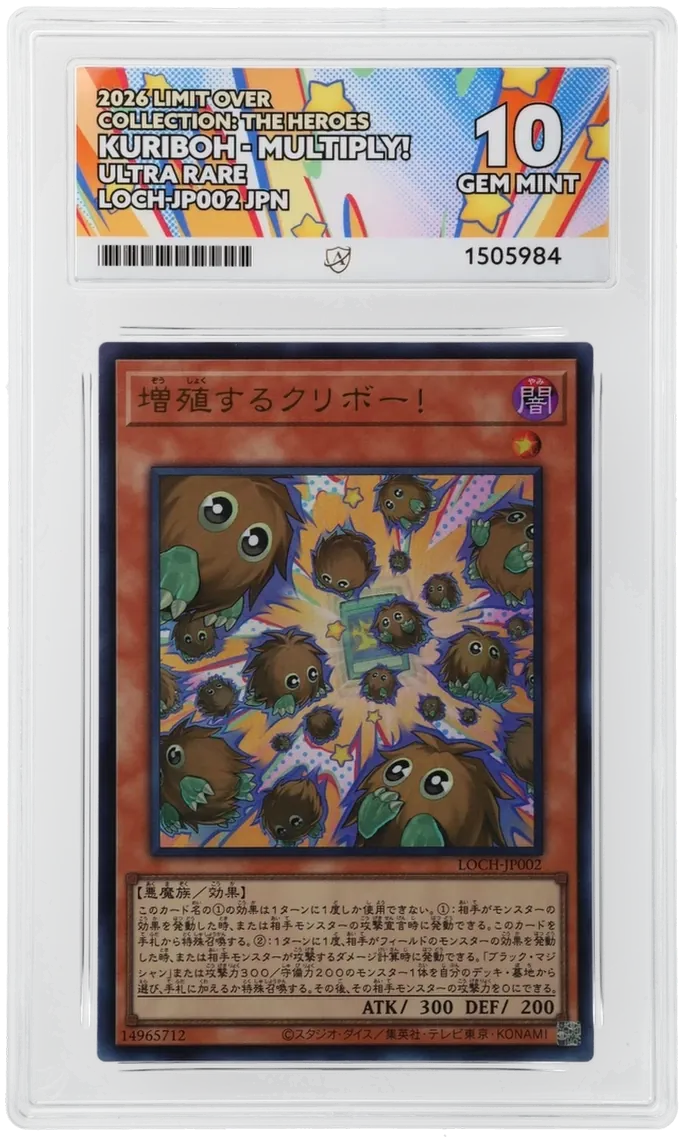 2026 LIMIT OVER
COLLECTION: THE HEROES
KURIBOH - MULTIPLY!
ULTRA RARE
LOCH-JP002 JPN
10
GEM MINT
1505984
増殖するクリボー!
ぞう しょく
闇
やみ
LOCH-JP002
【悪魔族/効果】
このカード名の①の効果は1ターンに1度しか使用できない。①:相手がモンスターの
効果を発動した時、または相手モンスターの攻撃宣言時に発動できる。このカードを
手札から特殊召喚する。②:1ターンに1度、相手がフィールドのモンスターの効果を発動
した時、または相手モンスターが攻撃するダメージ計算時に発動できる。「ブラック・マジ
シャン」または攻撃力300/守備力200のモンスター1体を自分のデッキ・墓地から
選び、手札に加えるか特殊召喚する。その後、その相手モンスターの攻撃力を0にできる。
ATK/ 300 DEF/ 200
14965712
©スタジオ・ダイス/集英社・テレビ東京・KONAMI